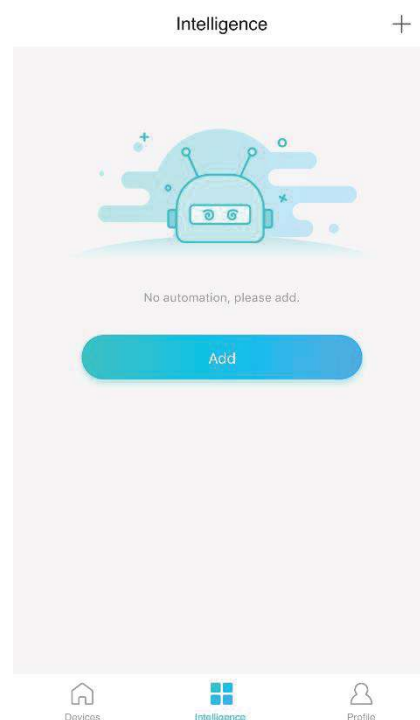 Intelligence
No automation, please add.
Add
Devices
Intelligence
Profile